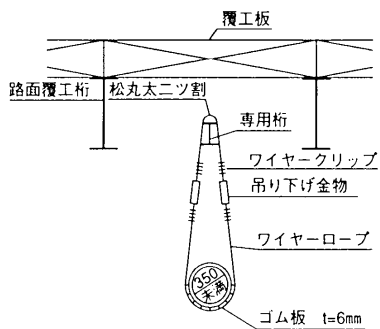 覆工板
路面覆工桁
松丸太二ツ割
専用桁
ワイヤークリップ
吊り下げ金物
ワイヤーロープ
350
未満
ゴム板 t=6mm